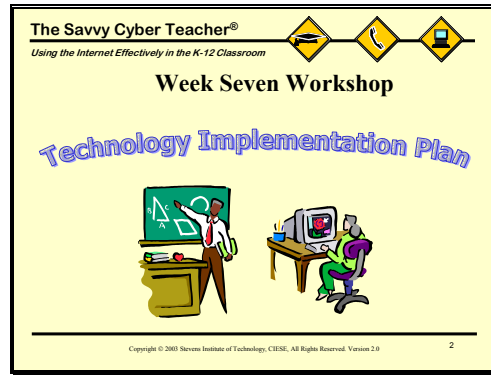 The Savvy Cyber Teacher®
Using the Internet Effectively in the K-12 Classroom
Week Seven Workshop
Technology Implementation Plan
B
C
A
Copyright © 2003 Stevens Institute of Technology, CIESE, All Rights Reserved. Version 2.0
2